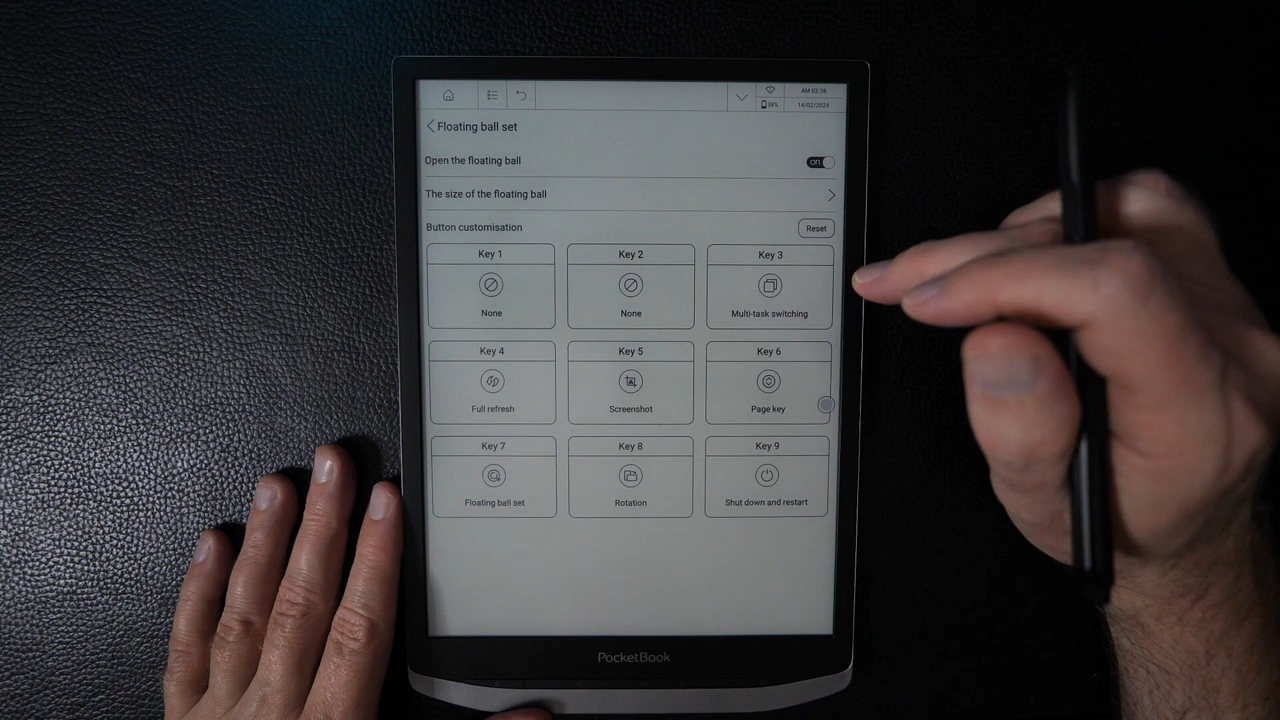 AM 02:08
38%
14/02/2024
Floating ball set
Open the floating ball
on
The size of the floating ball
Button customisation
Reset
Key 1
Key 2
Key 3
None
None
Multi-task switching
Key 4
Key 5
Key 6
Full refresh
Screenshot
Page key
Key 7
Key 8
Key 9
Floating ball set
Rotation
Shut down and restart
PocketBook